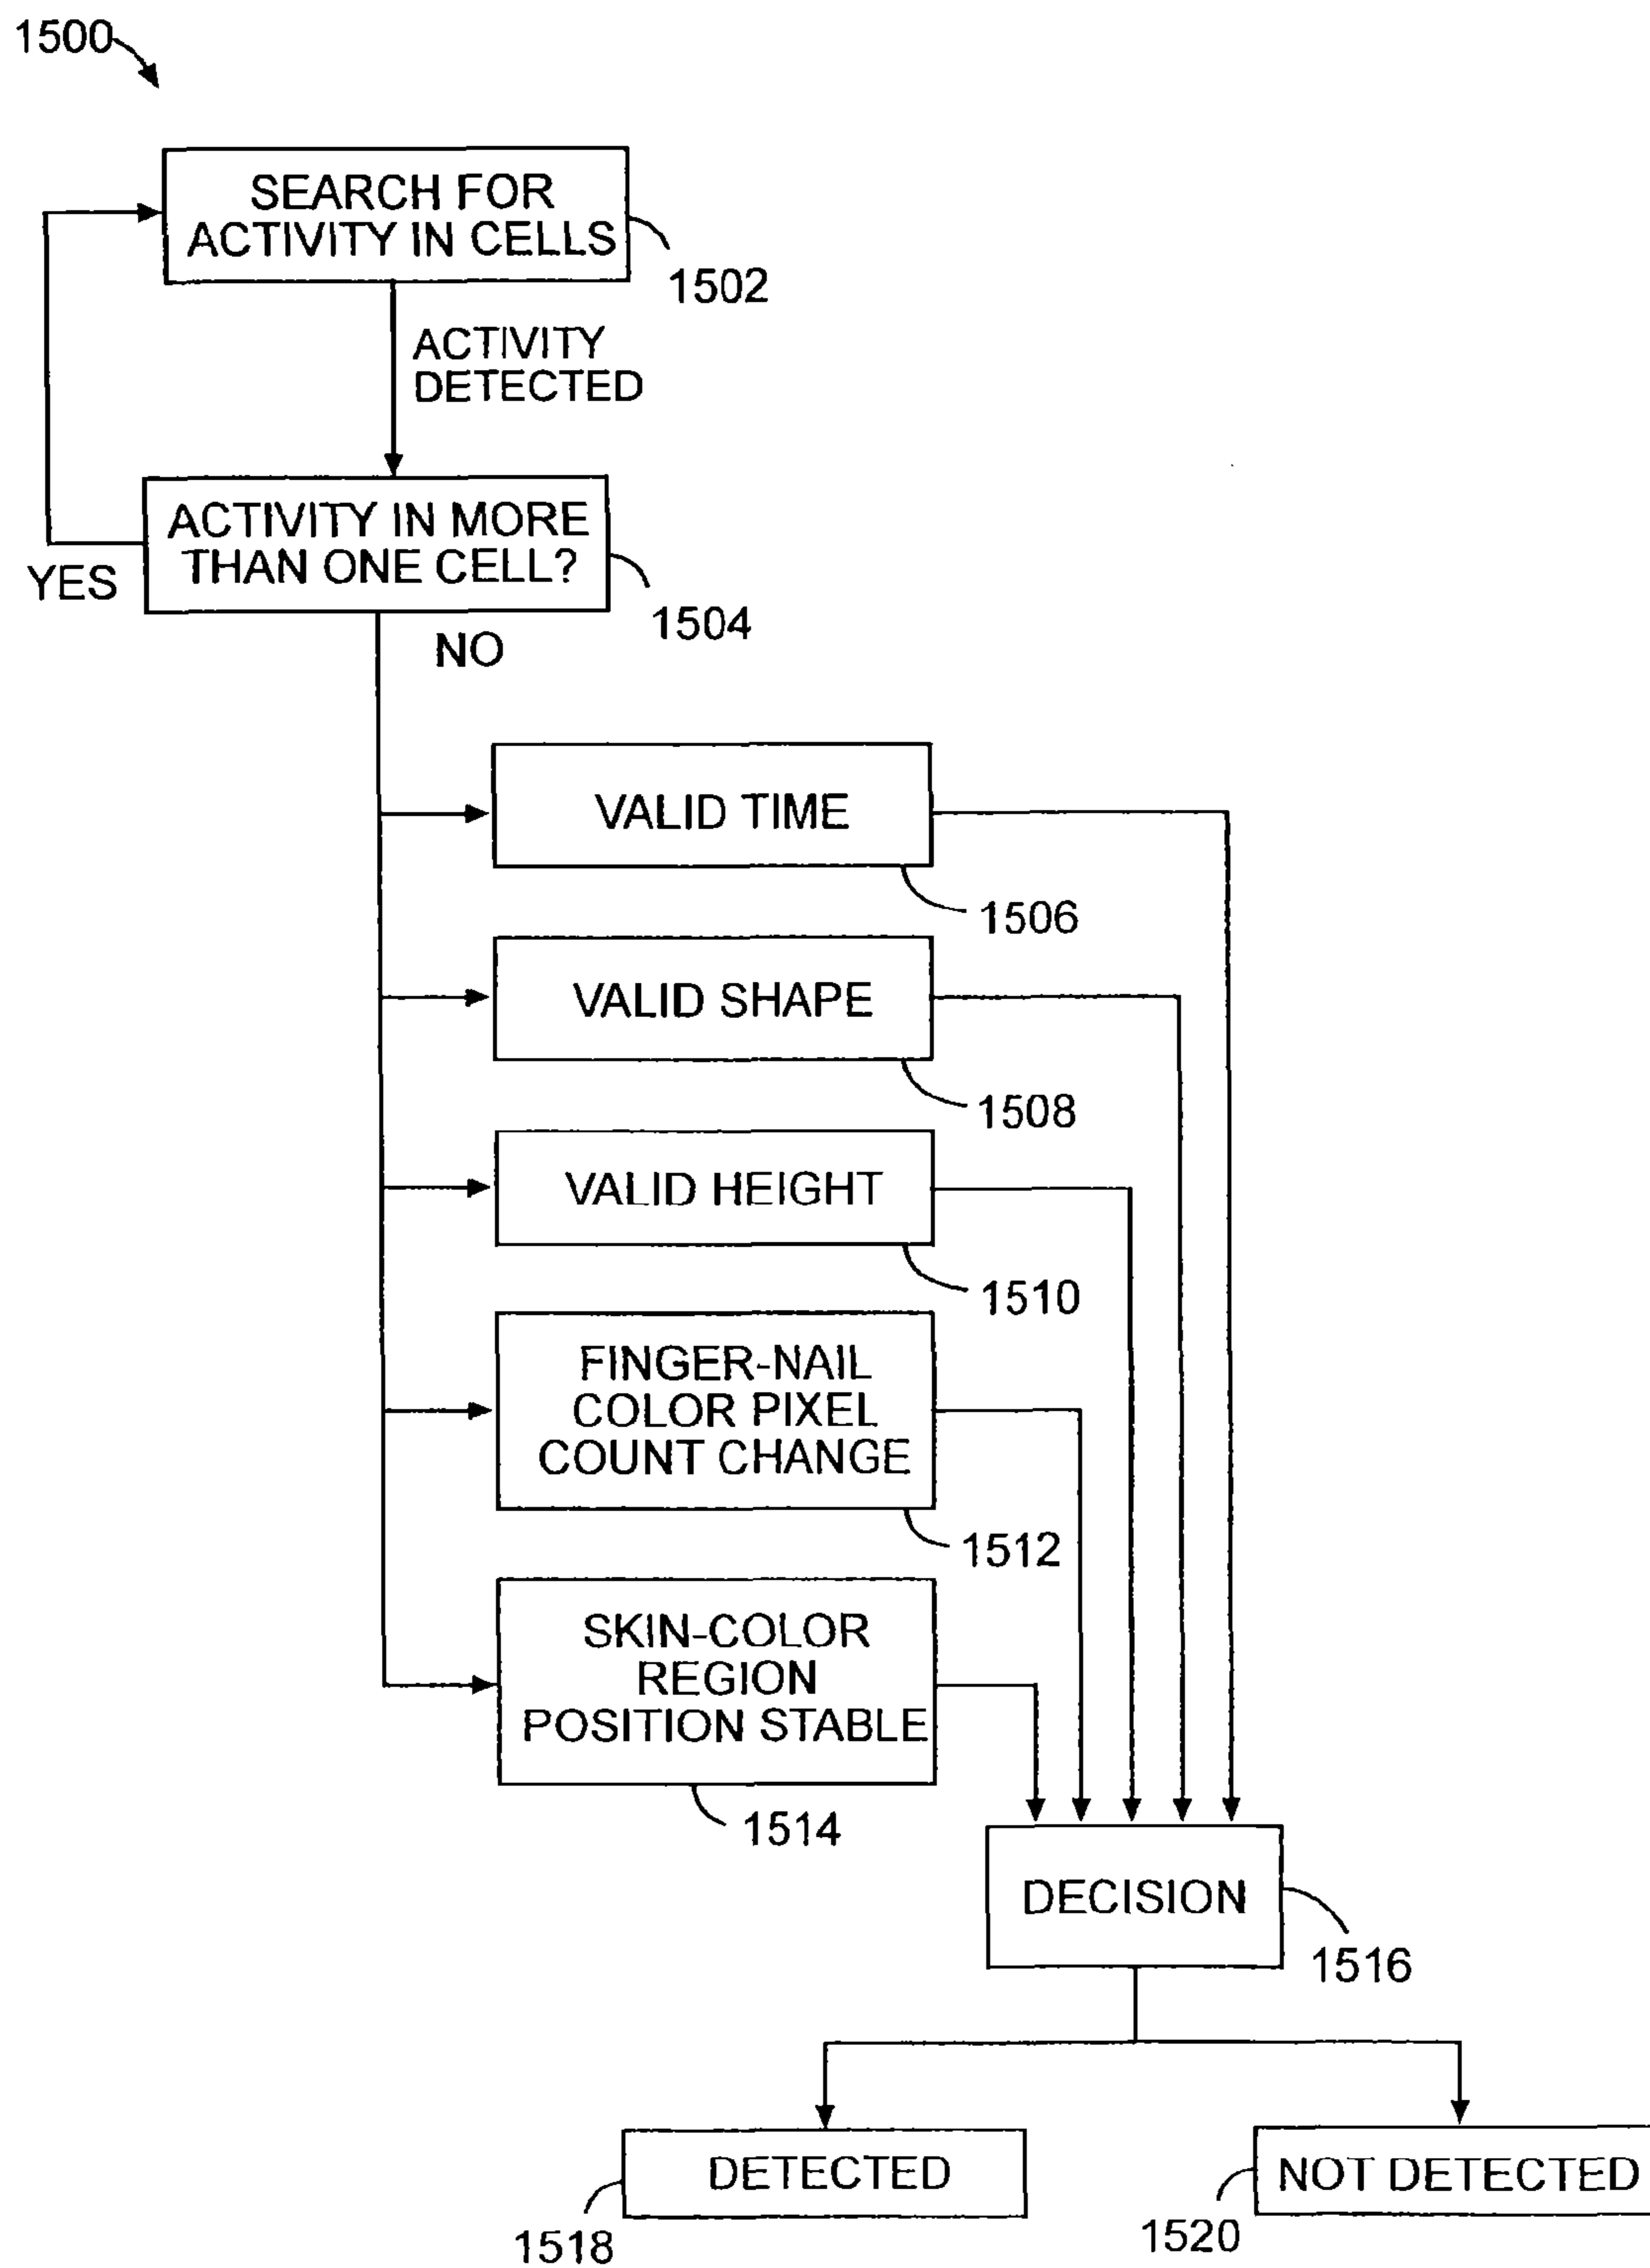 1500
SEARCH FOR
ACTIVITY IN CELLS
1502
ACTIVITY
DETECTED
ACTIVITY IN MORE
THAN ONE CELL?
YES
1504
NO
VALID TIME
1506
VALID SHAPE
1508
VALID HEIGHT
1510
FINGER-NAIL
COLOR PIXEL
COUNT CHANGE
1512
SKIN-COLOR
REGION
POSITION STABLE
1514
DECISION
1516
DETECTED
1518
NOT DETECTED
1520